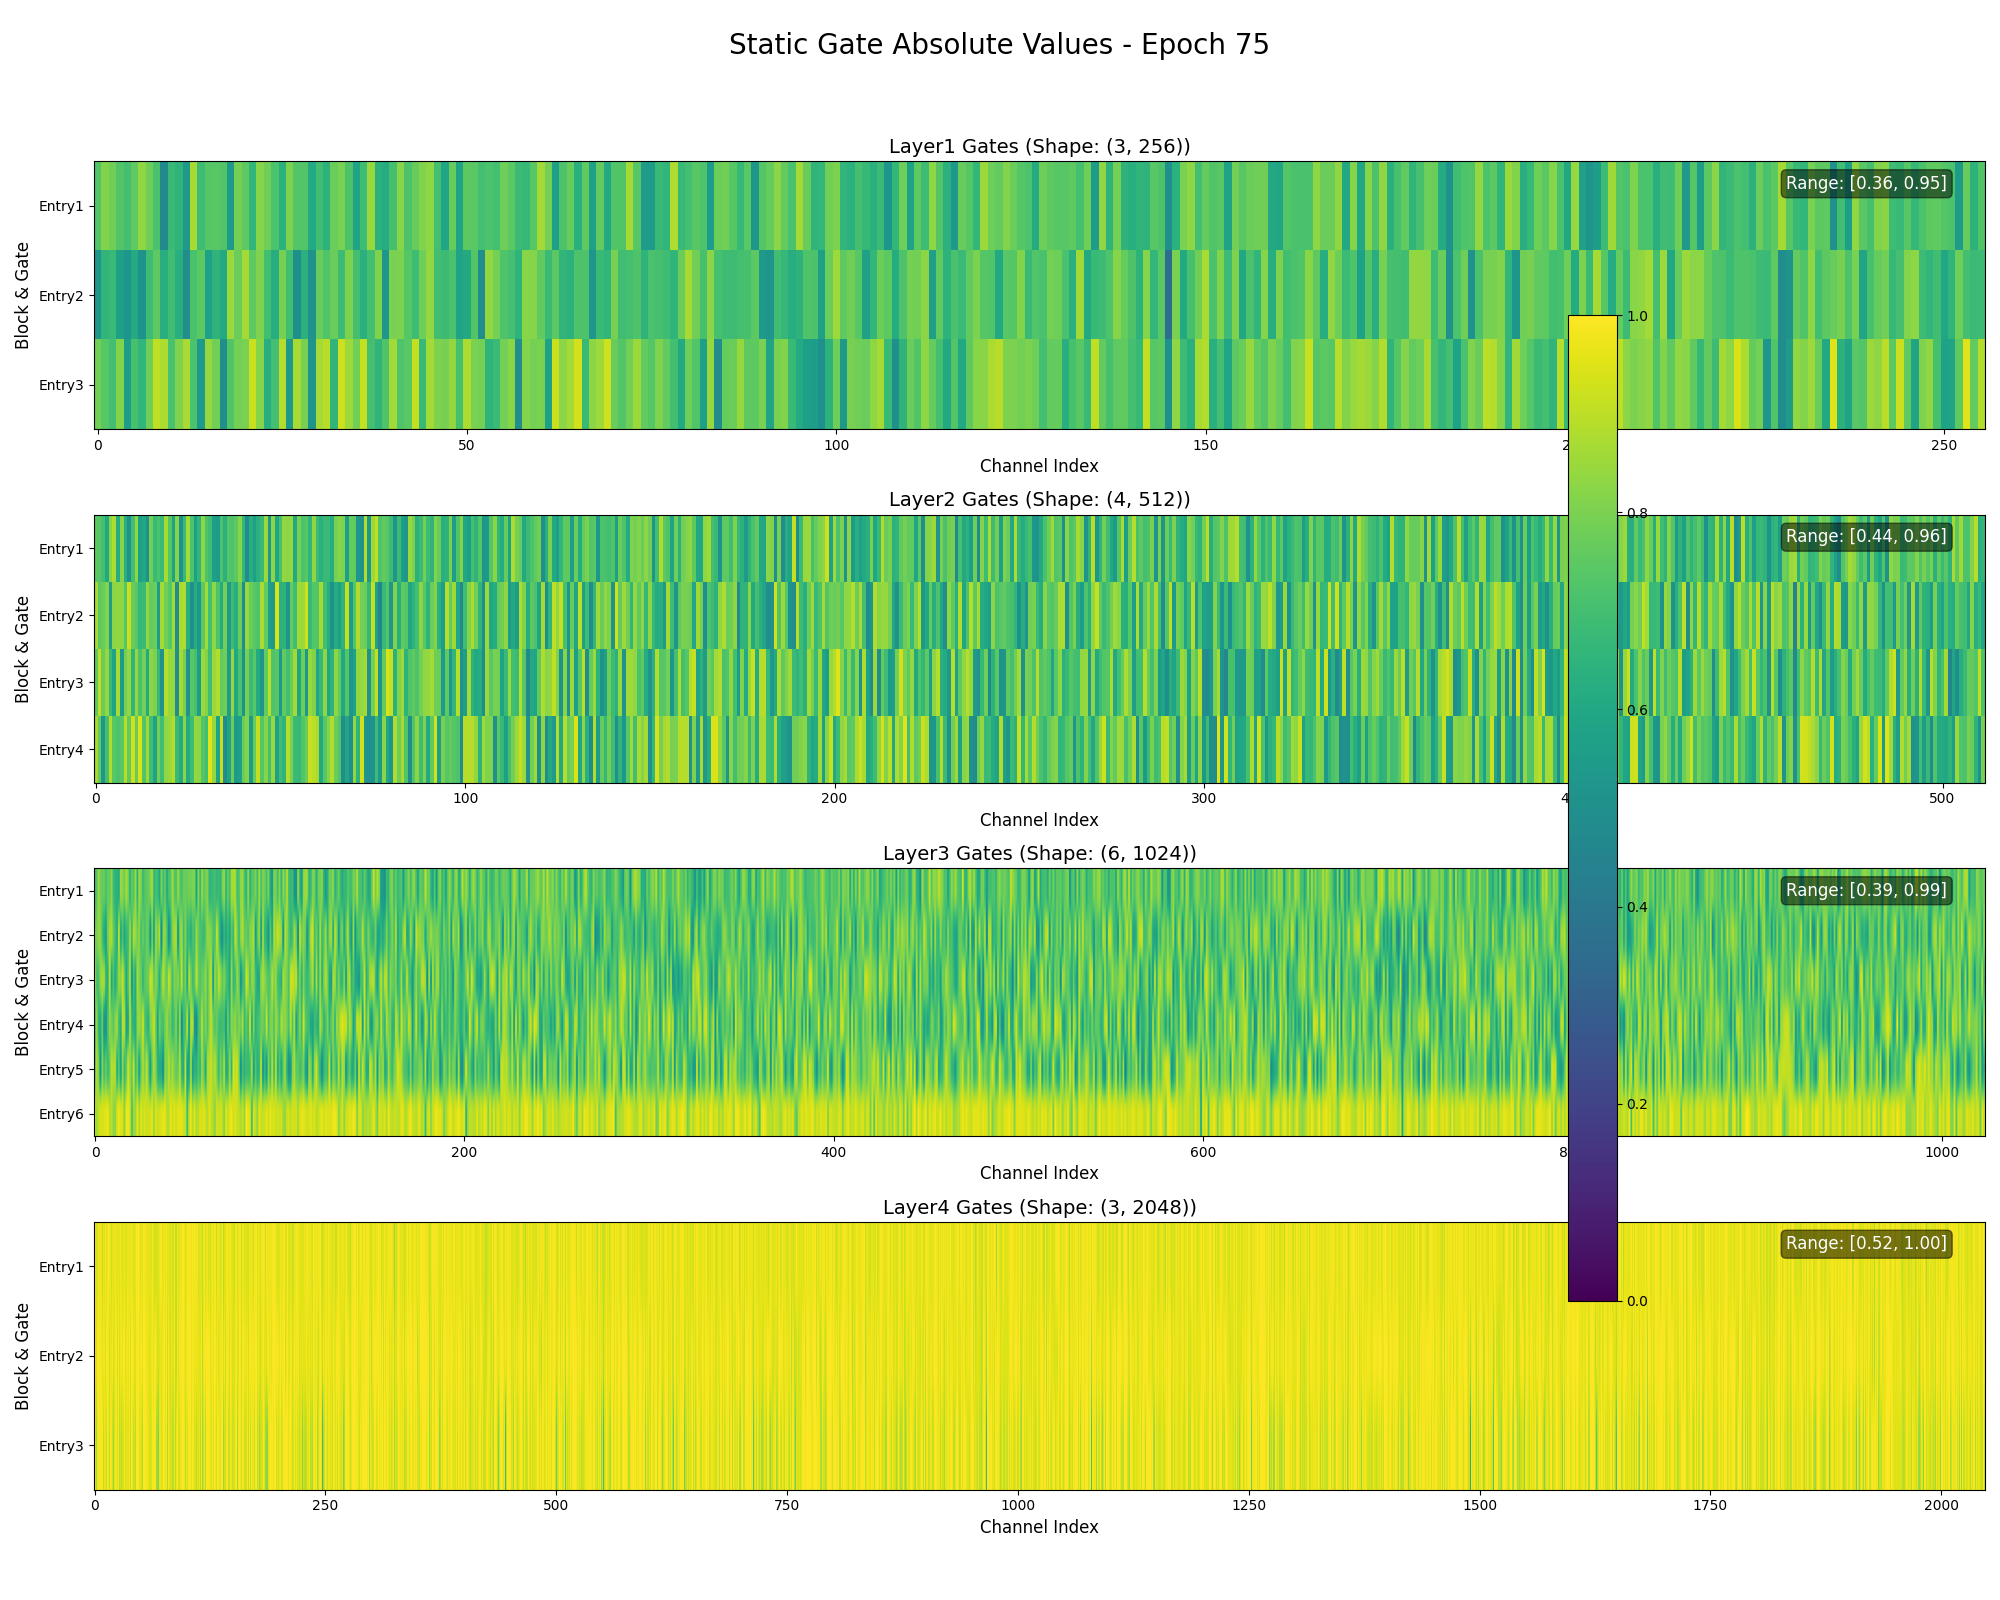 Static Gate Absolute Values - Epoch 75
Layer1 Gates (Shape: (3, 256))
Range: [0.36, 0.95]
Block & Gate
Entry1
Entry2
Entry3
0 50 100 150 250
Channel Index
Layer2 Gates (Shape: (4, 512))
Range: [0.44, 0.96]
Block & Gate
Entry1
Entry2
Entry3
Entry4
0 100 200 300 500
Channel Index
Layer3 Gates (Shape: (6, 1024))
Range: [0.39, 0.99]
Block & Gate
Entry1
Entry2
Entry3
Entry4
Entry5
Entry6
0 200 400 600 1000
Channel Index
Layer4 Gates (Shape: (3, 2048))
Range: [0.52, 1.00]
Block & Gate
Entry1
Entry2
Entry3
0 250 500 750 1000 1250 1500 1750 2000
Channel Index
1.0
0.8
0.6
0.4
0.2
0.0